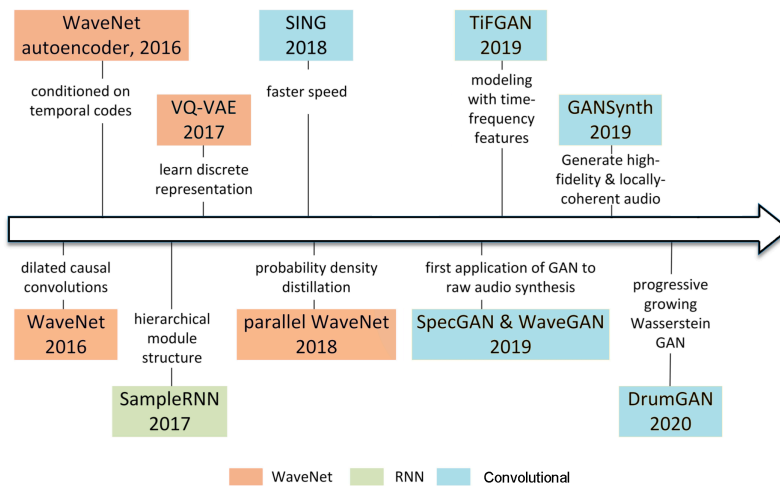 WaveNet
autoencoder, 2016
conditioned on
temporal codes
VQ-VAE
2017
learn discrete
representation
SING
2018
faster speed
TiFGAN
2019
modeling
with time-
frequency
features
GANSynth
2019
Generate high-
fidelity & locally-
coherent audio
dilated causal
convolutions
WaveNet
2016
hierarchical
module
structure
SampleRNN
2017
probability density
distillation
parallel WaveNet
2018
first application of GAN to
raw audio synthesis
SpecGAN & WaveGAN
2019
progressive
growing
Wasserstein
GAN
DrumGAN
2020
WaveNet
RNN
Convolutional